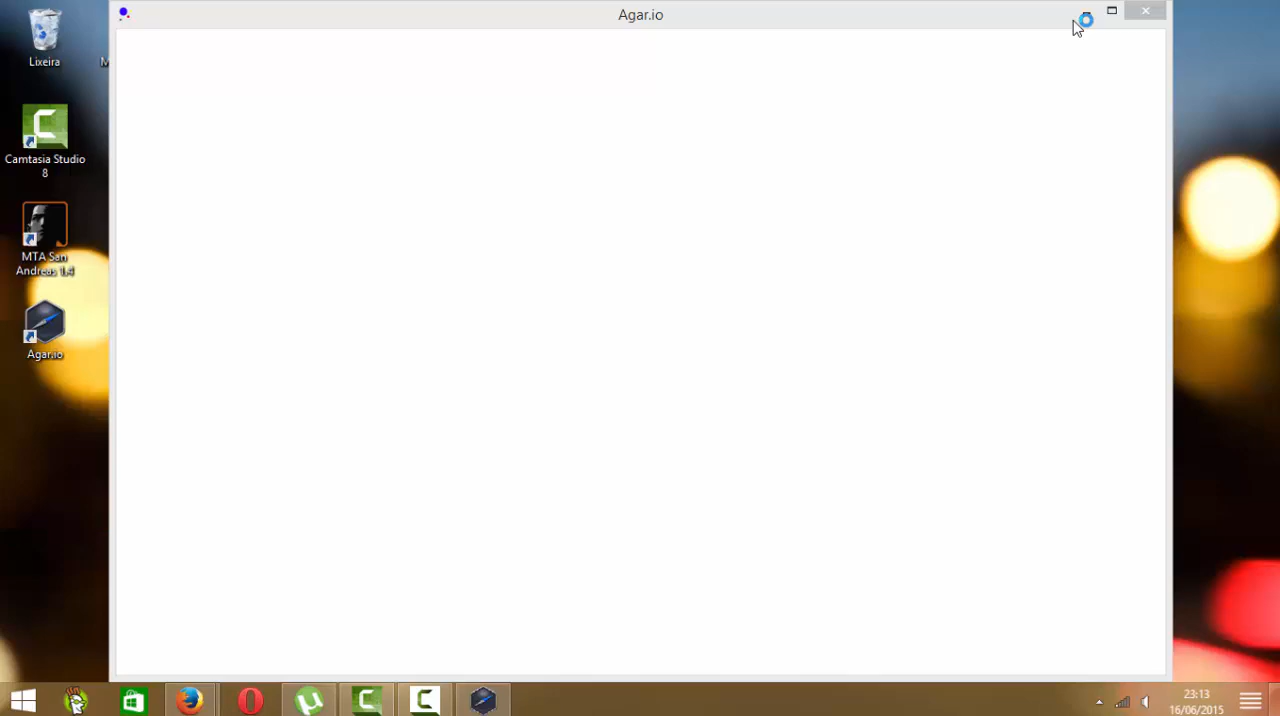 Agar.io
Lixeira
M
Camtasia Studio
8
MTA San
Andreas 1.4
Agar.io
23:13
16/06/2015